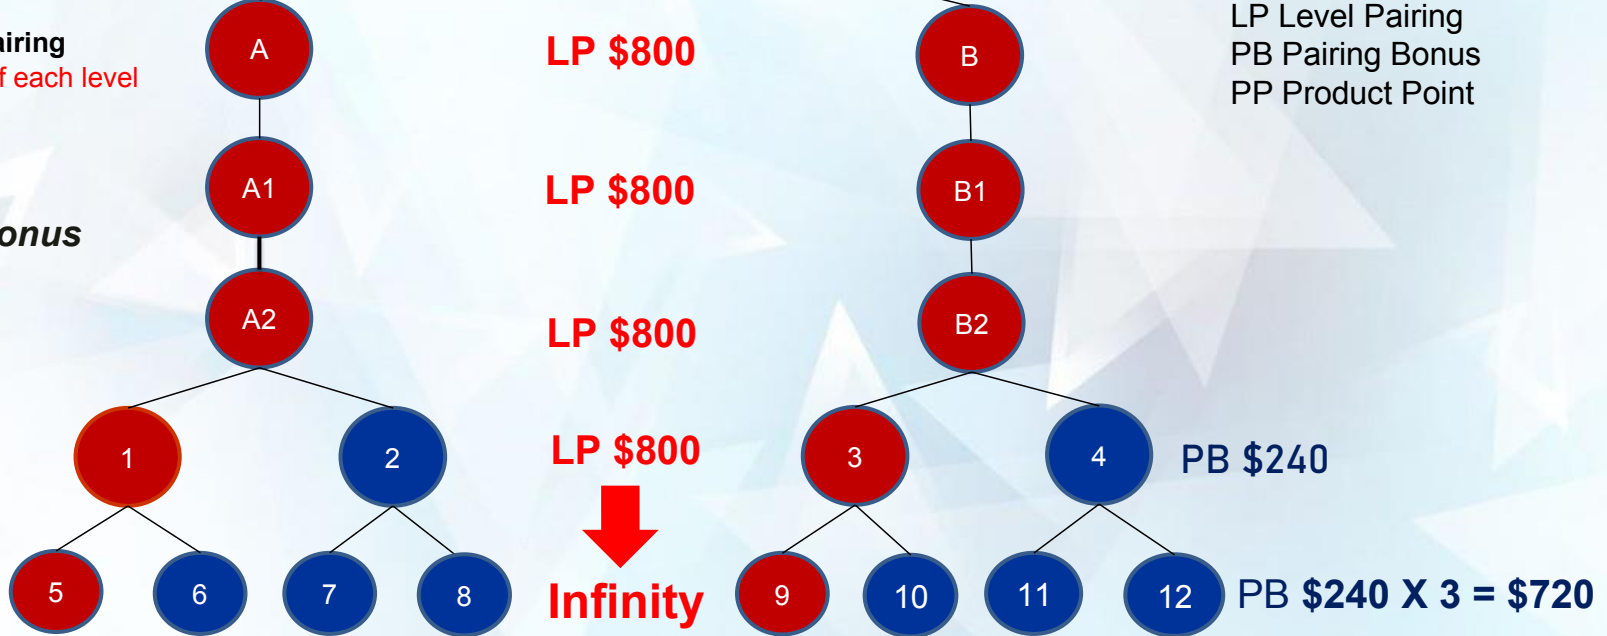 A
LP $800
B
LP Level Pairing
PB Pairing Bonus
PP Product Point
f each level
A1
LP $800
B1
A2
LP $800
B2
1
2
LP $800
3
4
PB $240
5
6
7
8
Infinity
9
10
11
12
PB $240 X 3 = $720